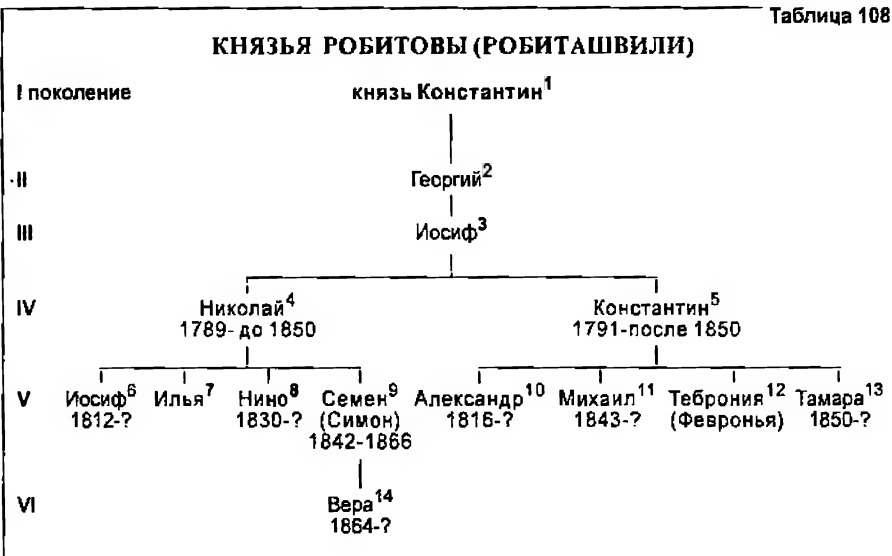 Таблица 108
КНЯЗЬЯ РОБИТОВЫ (РОБИТАШВИЛИ)
I поколение князь Константин1
II Георгий2
III Иосиф3
IV Николай4 Константин5
1789- до 1850 1791-после 1850
V Иосиф6 Илья7 Нино8 Семен9 Александр10 Михаил11 Теброния12 Тамара13
1812-? 1830-? (Симон) 1816-? 1843-? (Февронья) 1850-?
1842-1866
VI Вера14
1864-?